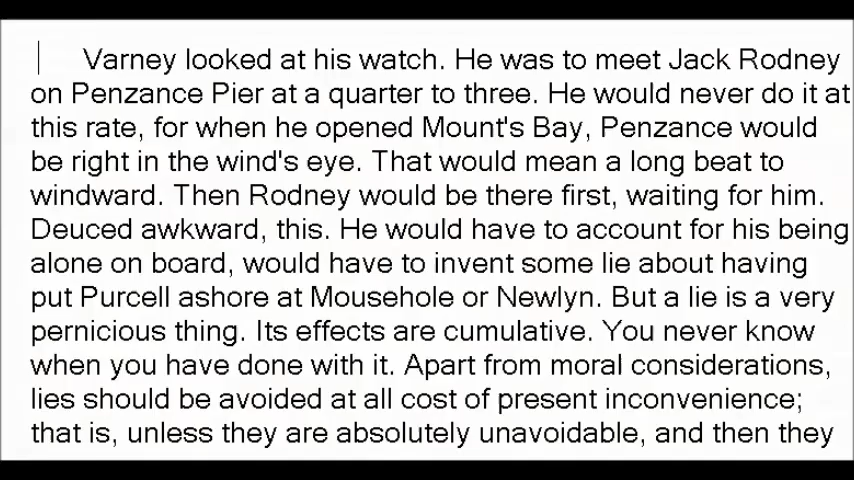 Varney looked at his watch. He was to meet Jack Rodney
on Penzance Pier at a quarter to three. He would never do it at
this rate, for when he opened Mount's Bay, Penzance would
be right in the wind's eye. That would mean a long beat to
windward. Then Rodney would be there first, waiting for him.
Deuced awkward, this. He would have to account for his being
alone on board, would have to invent some lie about having
put Purcell ashore at Mousehole or Newlyn. But a lie is a very
pernicious thing. Its effects are cumulative. You never know
when you have done with it. Apart from moral considerations,
lies should be avoided at all cost of present inconvenience;
that is, unless they are absolutely unavoidable, and then they